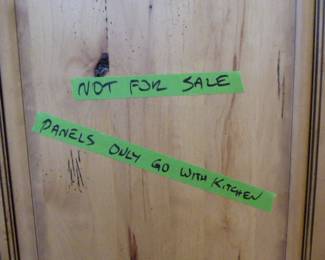 NOT FOR SALE
PANELS ONLY GO WITH KITCHEN